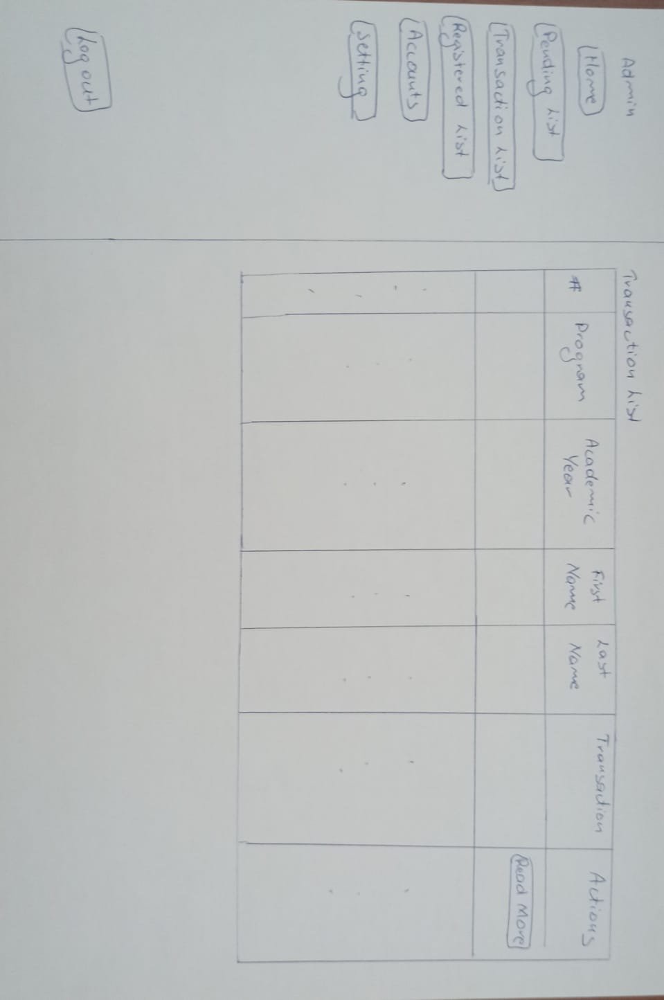 Admin
Home
Pending List
Transaction List
Registered List
Accounts
Setting
Log out
Transaction List
#
Program
Academic
Year
First
Name
Last
Name
Transaction
Actions
Read More